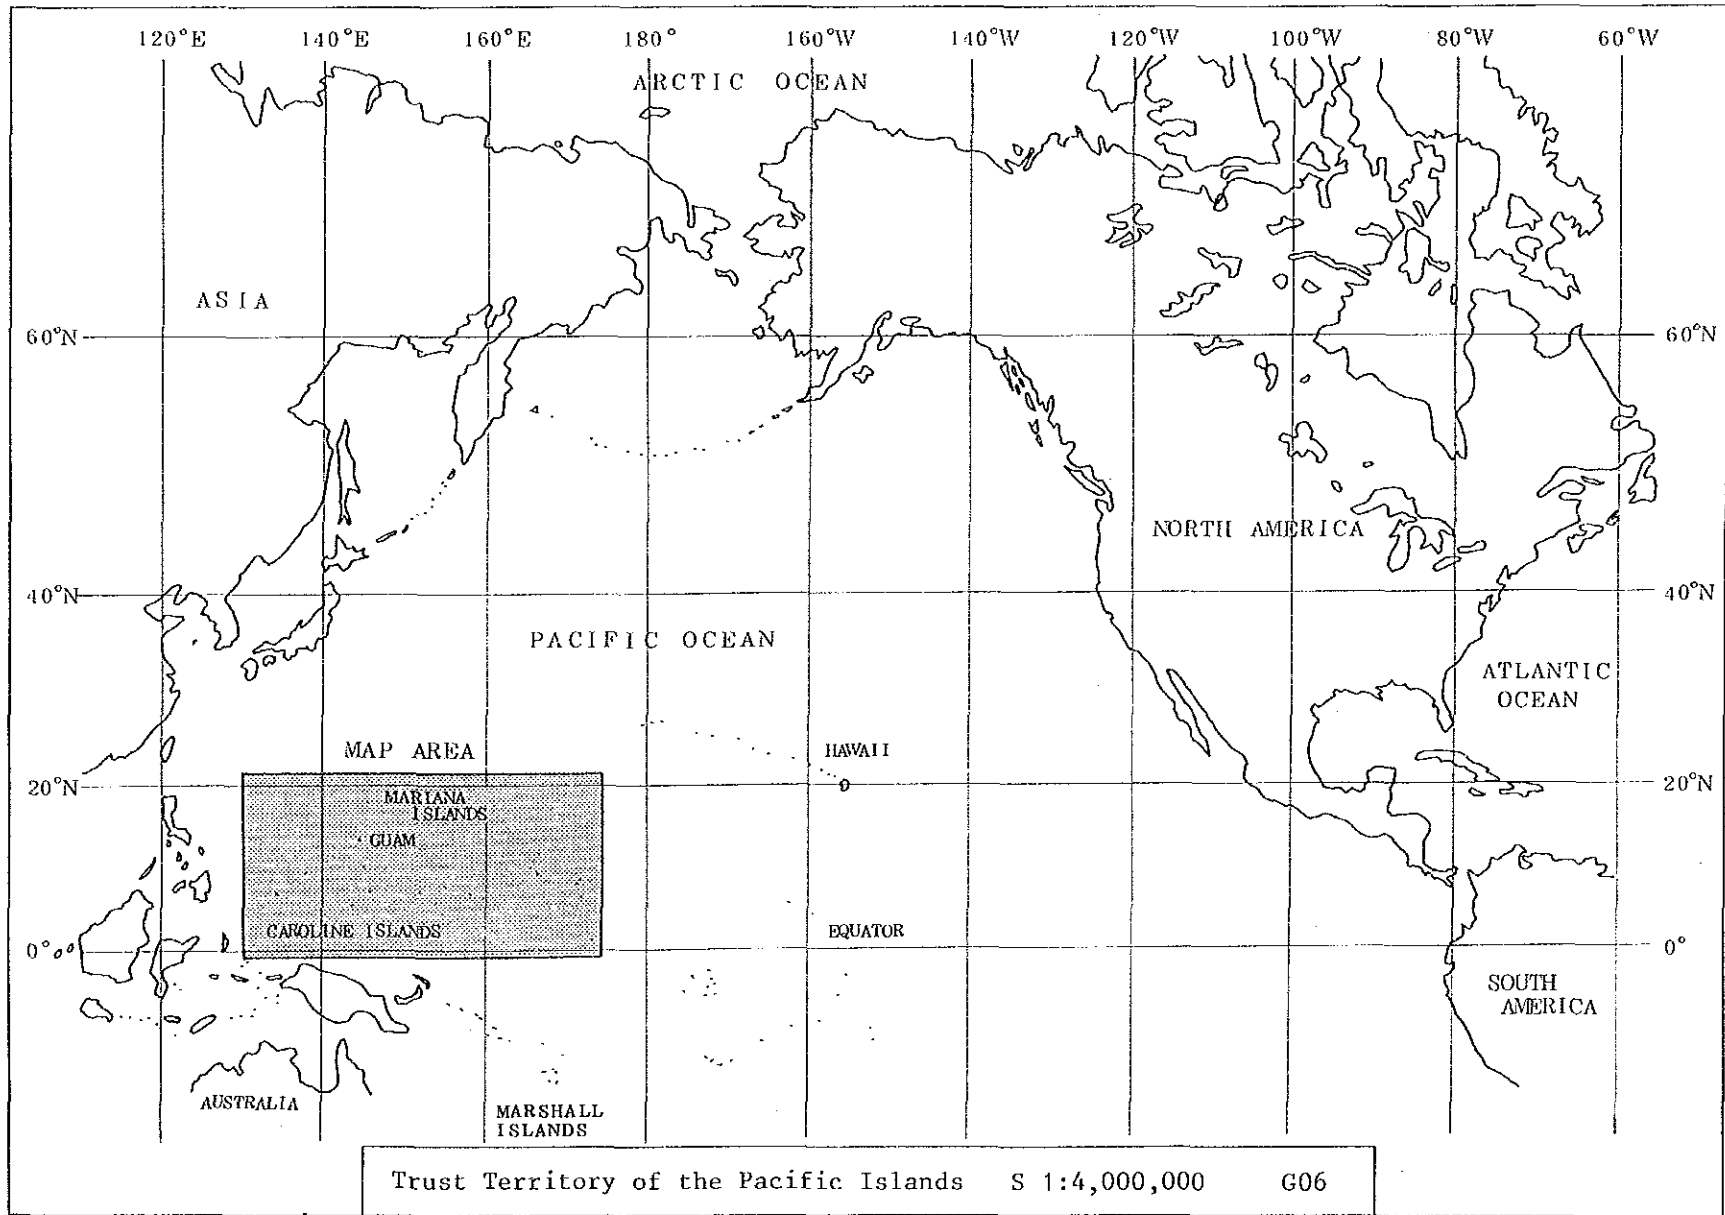 120°E 140°E 160°E 180° 160°W 140°W 120°W 100°W 80°W 60°W
ARCTIC OCEAN
ASIA
60°N 60°N
NORTH AMERICA
40°N 40°N
PACIFIC OCEAN
ATLANTIC
OCEAN
MAP AREA
HAWAII
20°N 20°N
MARIANA
ISLANDS
GUAM
CAROLINE ISLANDS
EQUATOR
0° 0°
SOUTH
AMERICA
AUSTRALIA
MARSHALL
ISLANDS
Trust Territory of the Pacific Islands S 1:4,000,000 G06